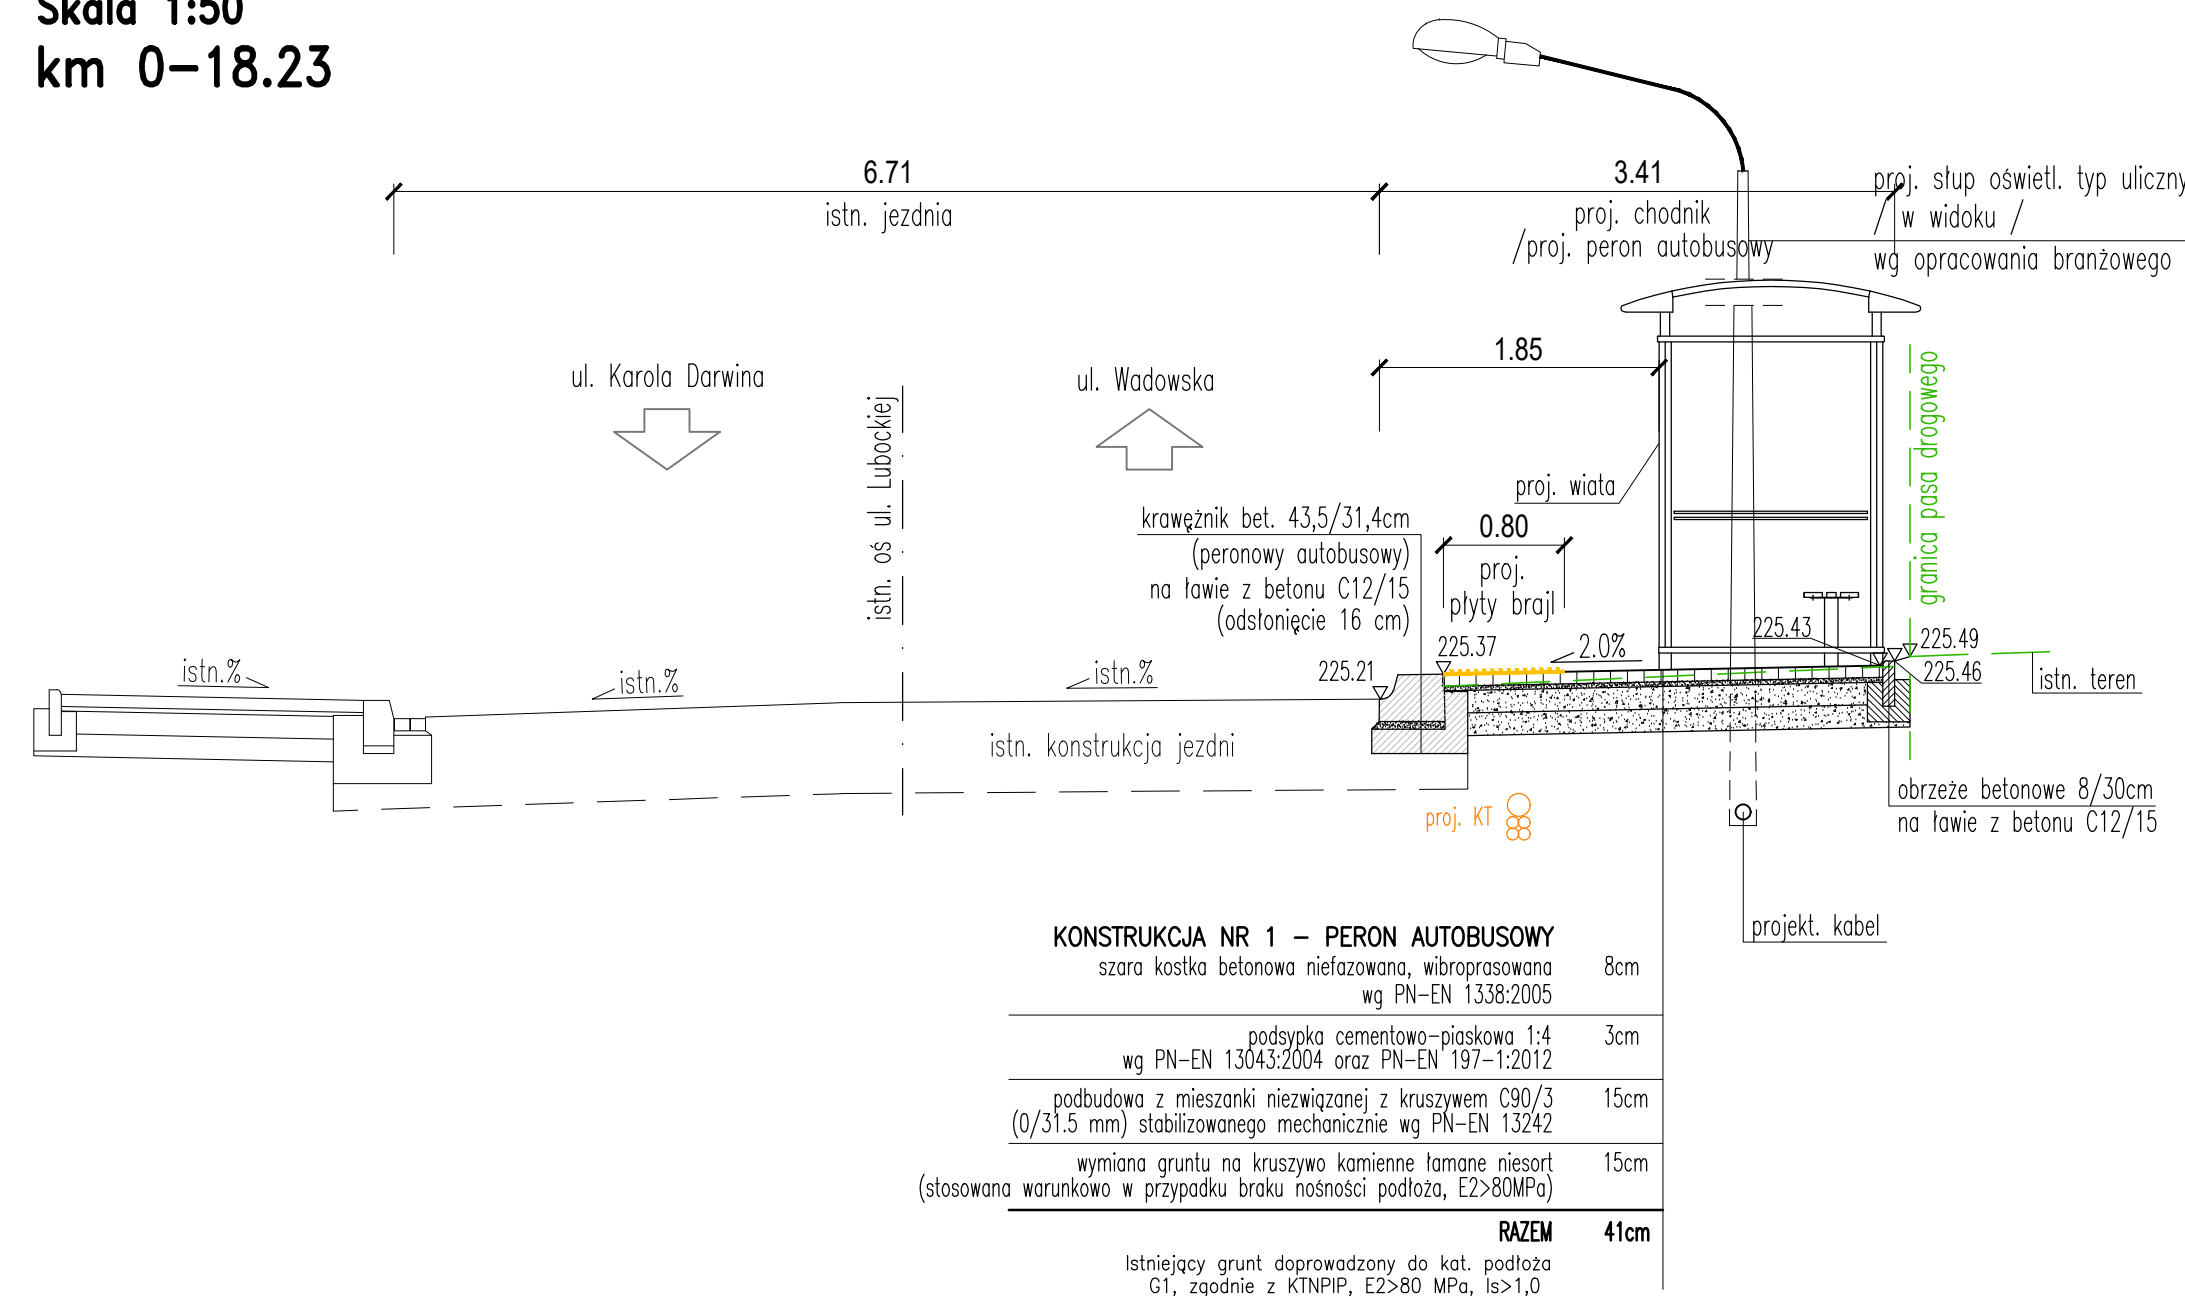 Skala 1:50
km 0-18.23
6.71
istn. jezdnia
3.41
proj. chodnik
/proj. peron autobusowy
proj. słup oświetl. typ uliczny
/ w widoku /
wg opracowania branżowego
1.85
ul. Karola Darwina
ul. Wadowska
istn. oś ul. Lubockiej
granica pasa drogowego
proj. wiata
krawężnik bet. 43,5/31,4cm
(peronowy autobusowy)
na ławie z betonu C12/15
(odsłonięcie 16 cm)
0.80
proj.
płyty brajl
225.43
225.37
2.0%
225.49
225.46
225.21
istn.%
istn.%
istn.%
istn. teren
istn. konstrukcja jezdni
obrzeże betonowe 8/30cm
na ławie z betonu C12/15
proj. KT
projekt. kabel
KONSTRUKCJA NR 1 - PERON AUTOBUSOWY
szara kostka betonowa niefazowana, wibroprasowana 8cm
wg PN-EN 1338:2005
podsypka cementowo-piaskowa 1:4 3cm
wg PN-EN 13043:2004 oraz PN-EN 197-1:2012
podbudowa z mieszanki niezwiązanej z kruszywem C90/3 15cm
(0/31.5 mm) stabilizowanego mechanicznie wg PN-EN 13242
wymiana gruntu na kruszywo kamienne łamane niesort 15cm
(stosowana warunkowo w przypadku braku nośności podłoża, E2>80MPa)
RAZEM 41cm
Istniejący grunt doprowadzony do kat. podłoża
G1, zgodnie z KTNPIP, E2>80 MPa, Is>1,0